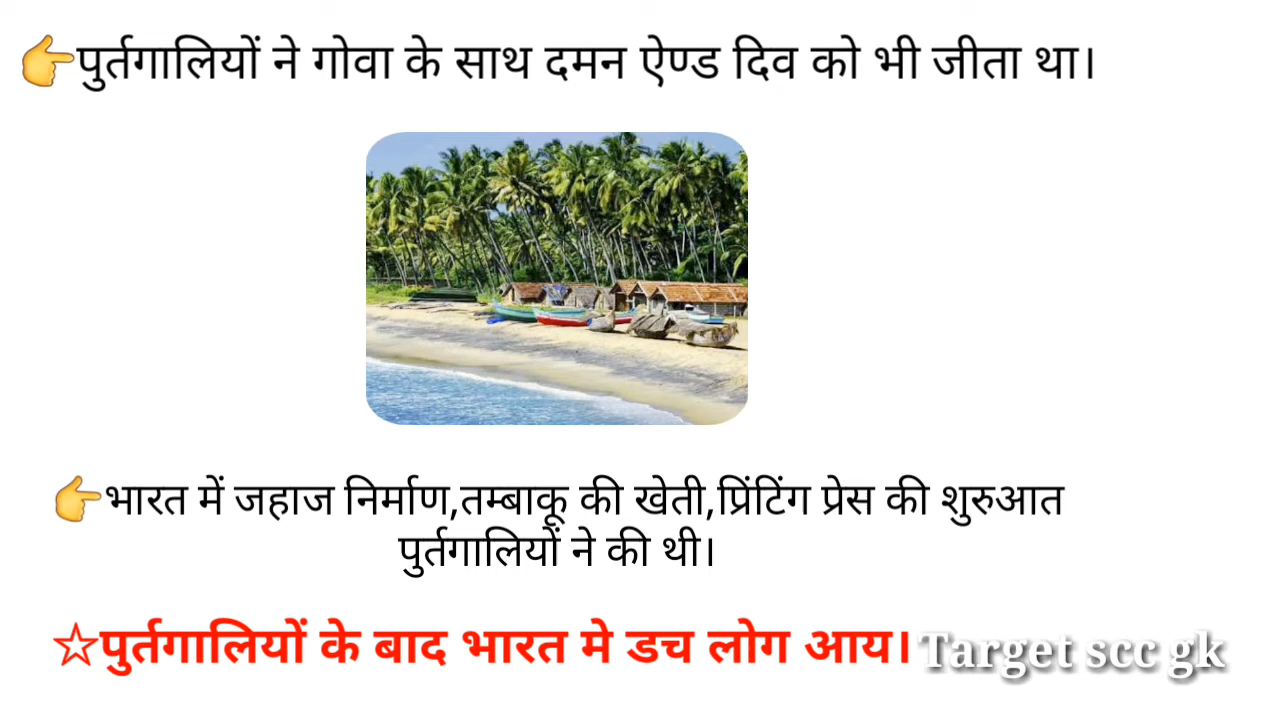 👉पुर्तगालियों ने गोवा के साथ दमन ऐण्ड दिव को भी जीता था।
👉भारत में जहाज निर्माण,तम्बाकू की खेती,प्रिंटिंग प्रेस की शुरुआत
पुर्तगालियों ने की थी।
☆पुर्तगालियों के बाद भारत मे डच लोग आय।
Target scc gk